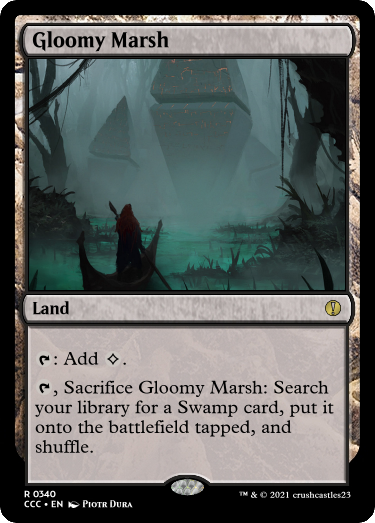 Gloomy Marsh
Land
: Add .
, Sacrifice Gloomy Marsh: Search
your library for a Swamp card, put it
onto the battlefield tapped, and
shuffle.
R 0340
CCC • EN Piotr Dura
™ & © 2021 crushcastles23